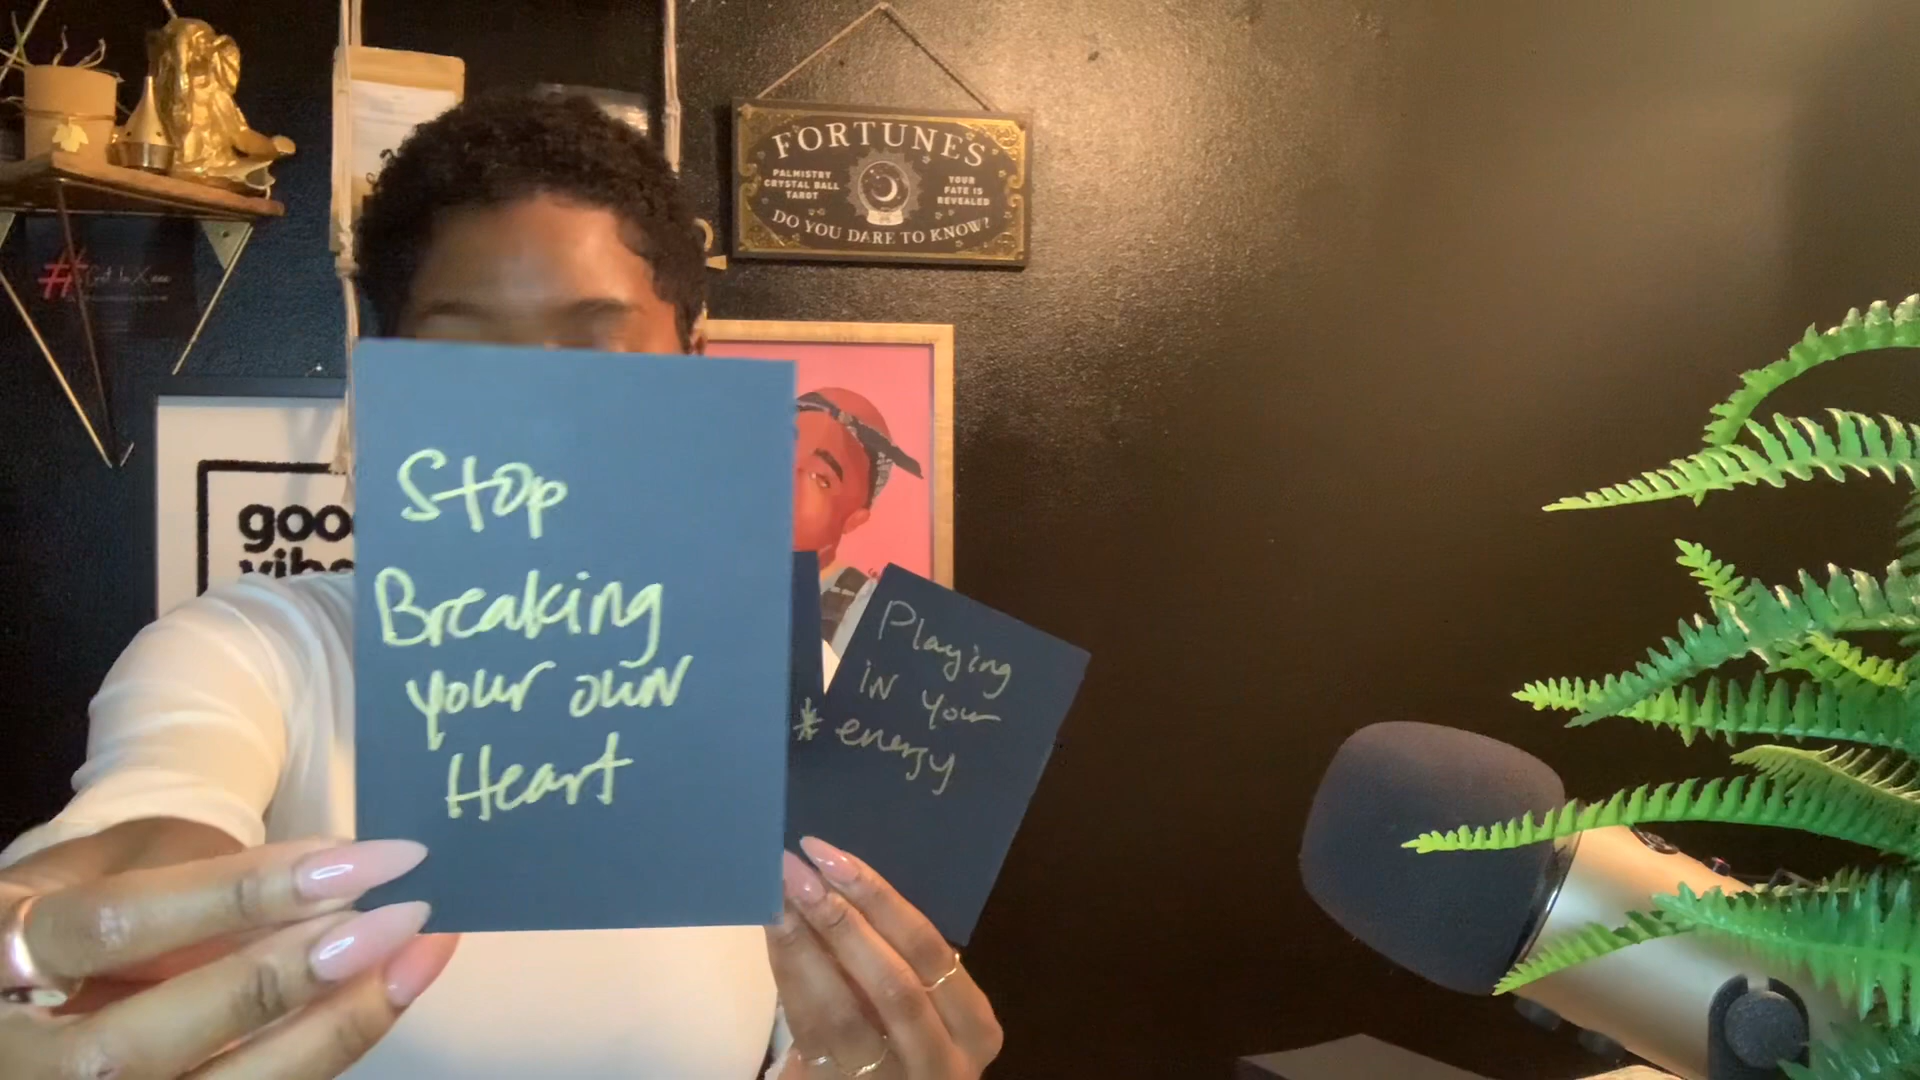 FORTUNES
PALMISTRY
CRYSTAL BALL
TAROT
YOUR
FATE IS
REVEALED
DO YOU DARE TO KNOW?
goo
vibe
Stop
Breaking
your own
Heart
Playing
in your
* energy